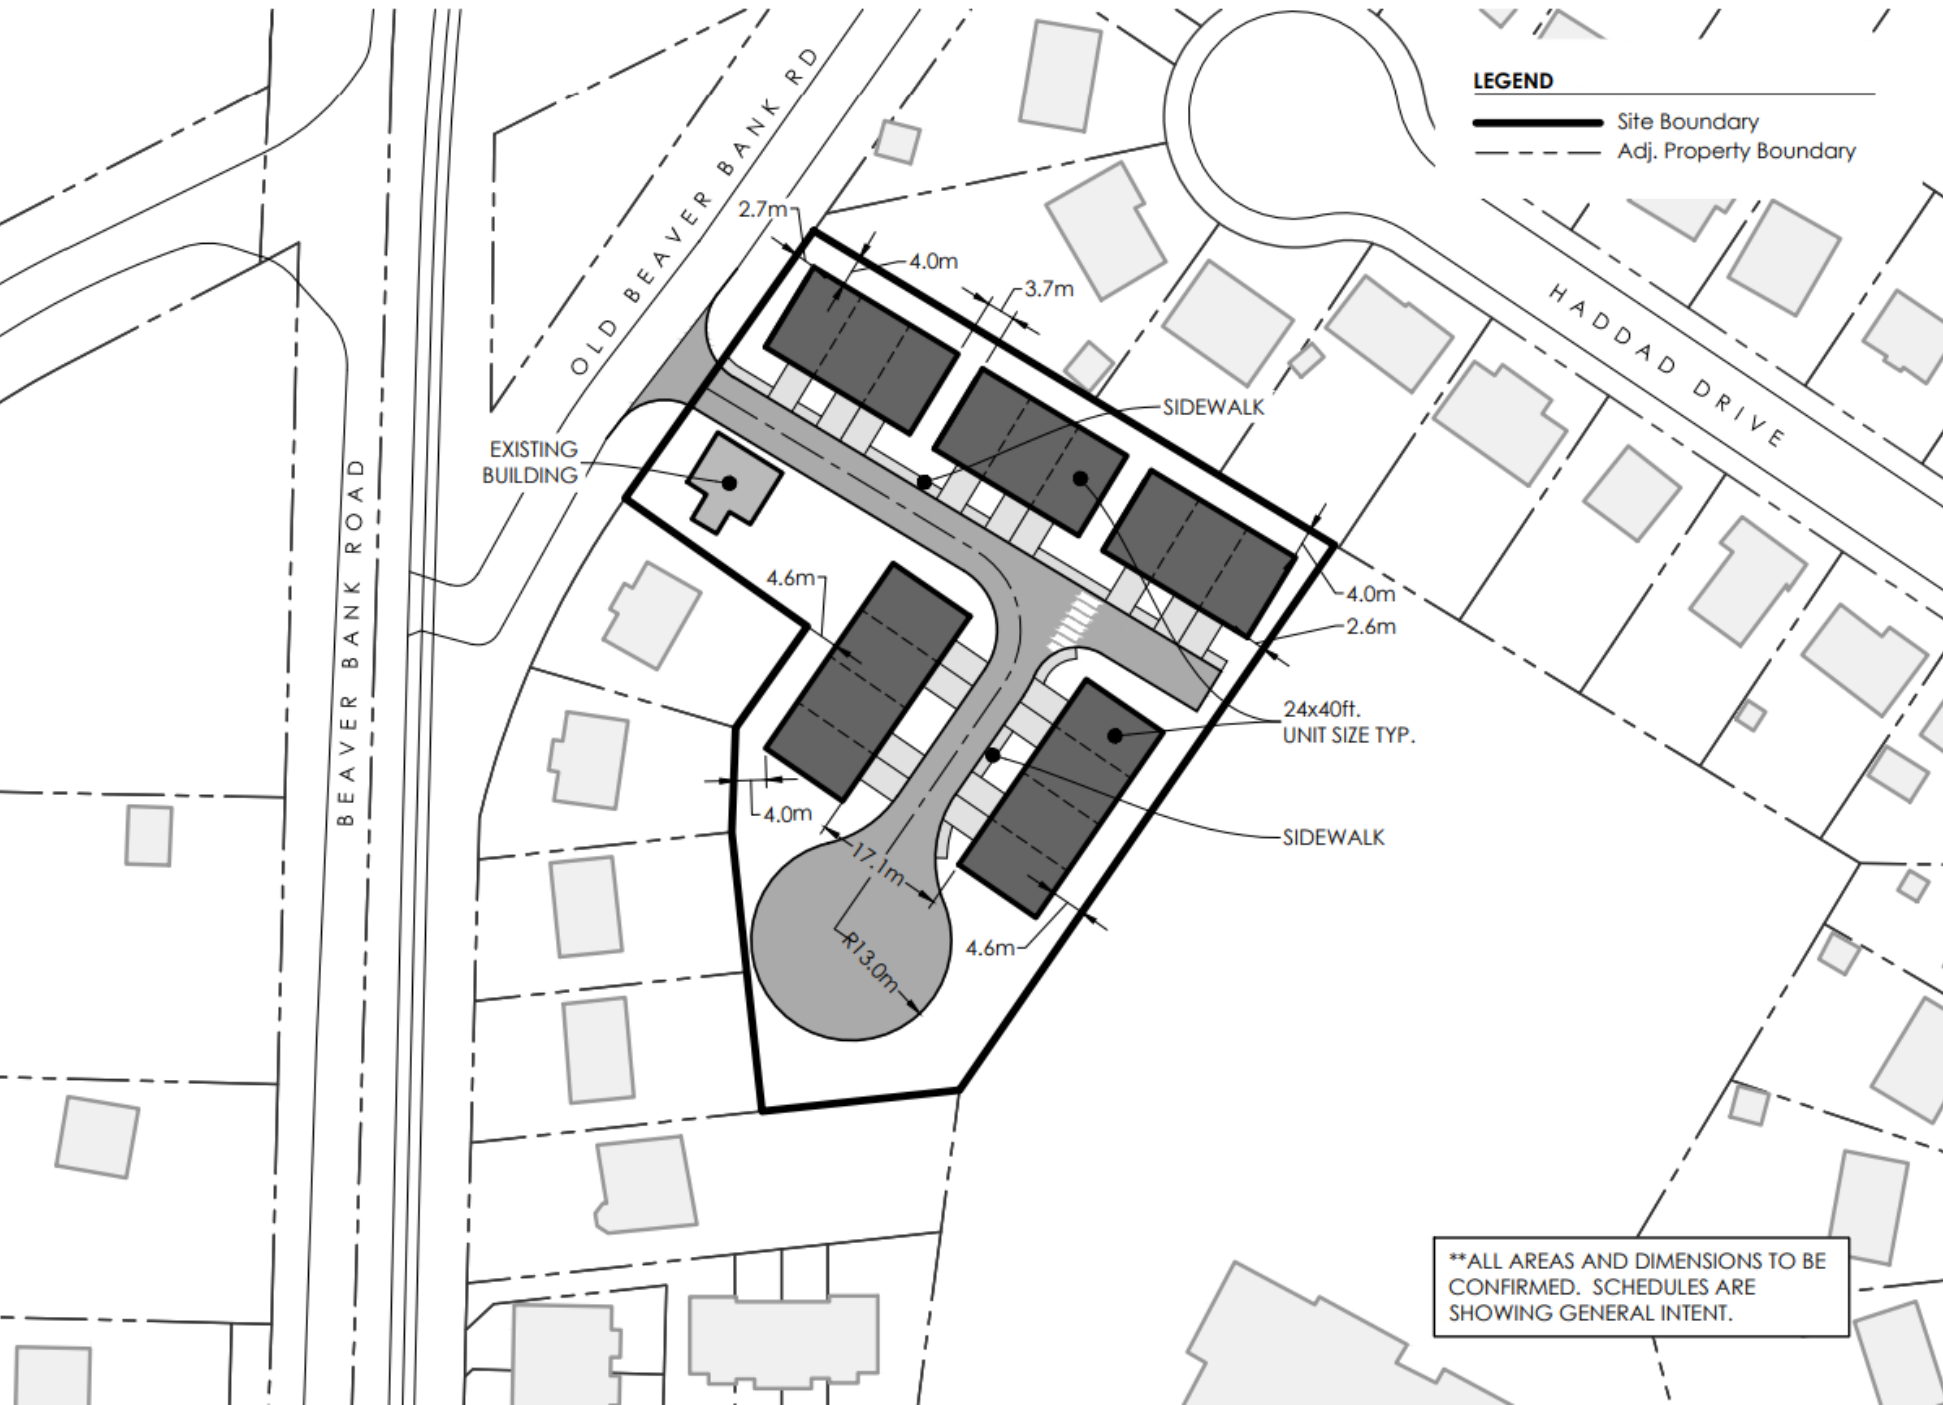 LEGEND
Site Boundary
Adj. Property Boundary
OLD BEAVER BANK RD
HADDAD DRIVE
BEAVER BANK ROAD
2.7m
4.0m
3.7m
SIDEWALK
EXISTING
BUILDING
4.6m
4.0m
2.6m
24x40ft.
UNIT SIZE TYP.
4.0m
SIDEWALK
17.1m
4.6m
R13.0m
**ALL AREAS AND DIMENSIONS TO BE
CONFIRMED. SCHEDULES ARE
SHOWING GENERAL INTENT.